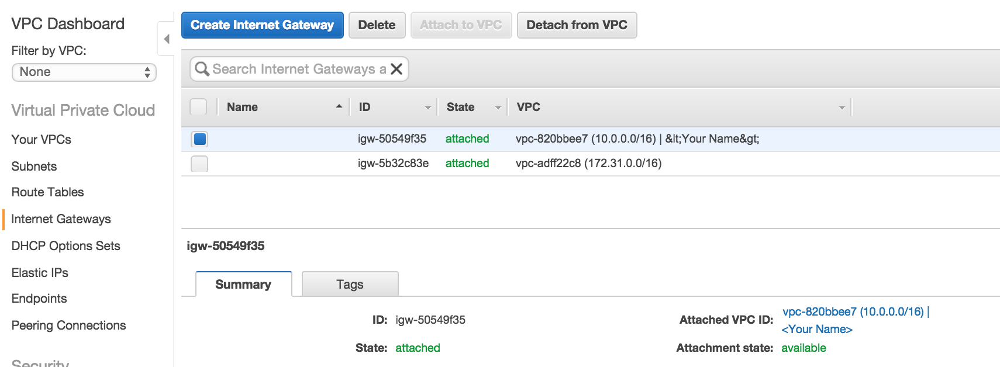 VPC Dashboard
Filter by VPC:
None
Virtual Private Cloud
Your VPCs
Subnets
Route Tables
Internet Gateways
DHCP Options Sets
Elastic IPs
Endpoints
Peering Connections
Security
Create Internet Gateway Delete Attach to VPC Detach from VPC
Search Internet Gateways a
Name ID State VPC
igw-50549f35 attached vpc-820bbee7 (10.0.0.0/16) | &lt;Your Name&gt;
igw-5b32c83e attached vpc-adff22c8 (172.31.0.0/16)
igw-50549f35
Summary Tags
ID: igw-50549f35
State: attached
Attached VPC ID: vpc-820bbee7 (10.0.0.0/16) |
<Your Name>
Attachment state: available